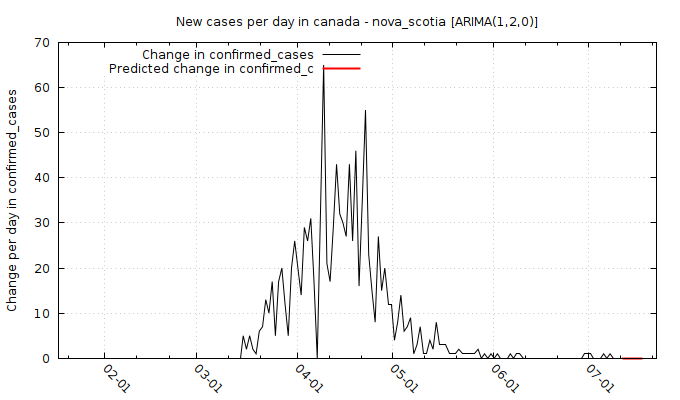 New cases per day in canada - nova_scotia [ARIMA(1,2,0)]
Change in confirmed_cases
Predicted change in confirmed_c
Change per day in confirmed_cases
70
60
50
40
30
20
10
0
02-01 03-01 04-01 05-01 06-01 07-01